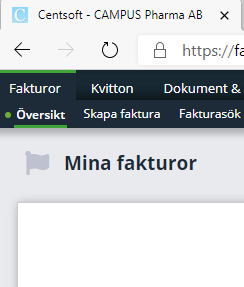 Centsoft - CAMPUS Pharma AB
https://fa
Fakturor Kvitton Dokument &
Översikt Skapa faktura Fakturasök
Mina fakturor